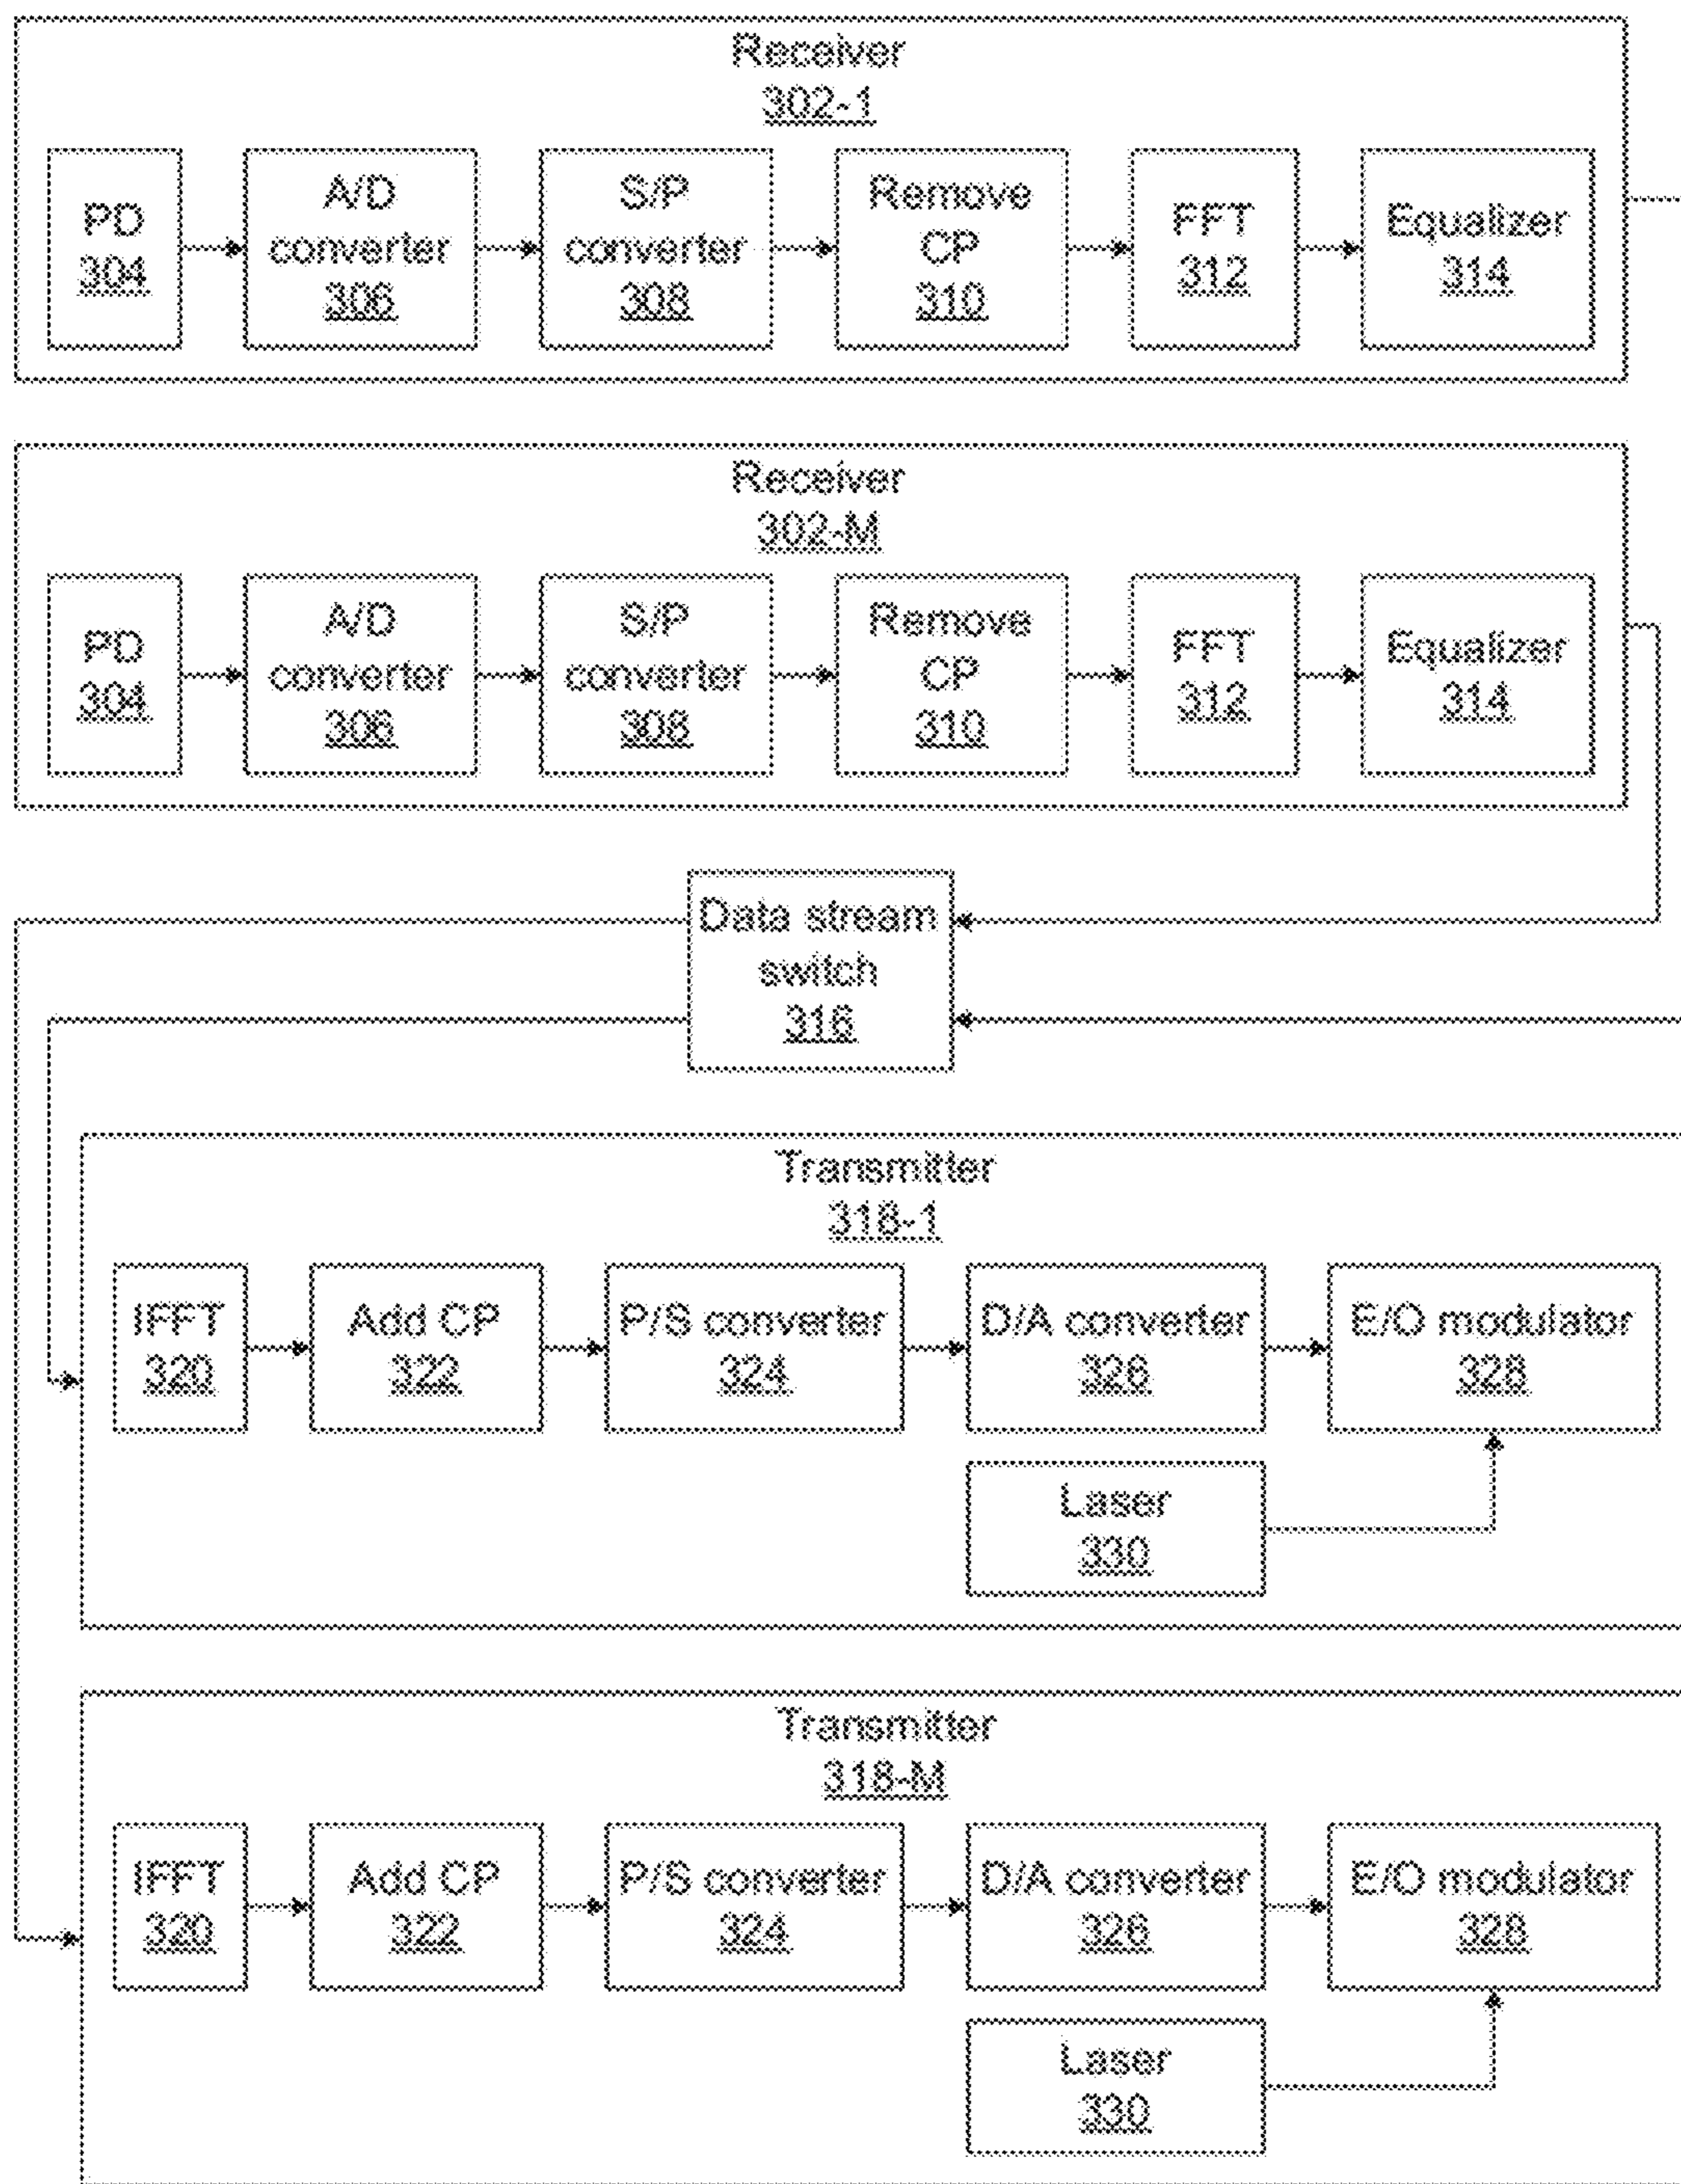 Receiver
302-1
PD
304
A/D
converter
306
S/P
converter
308
Remove
CP
310
FFT
312
Equalizer
314
Receiver
302-M
PD
304
A/D
converter
306
S/P
converter
308
Remove
CP
310
FFT
312
Equalizer
314
Data stream
switch
316
Transmitter
318-1
IFFT
320
Add CP
322
P/S converter
324
D/A converter
326
E/O modulator
328
Laser
330
Transmitter
318-M
IFFT
320
Add CP
322
P/S converter
324
D/A converter
326
E/O modulator
328
Laser
330